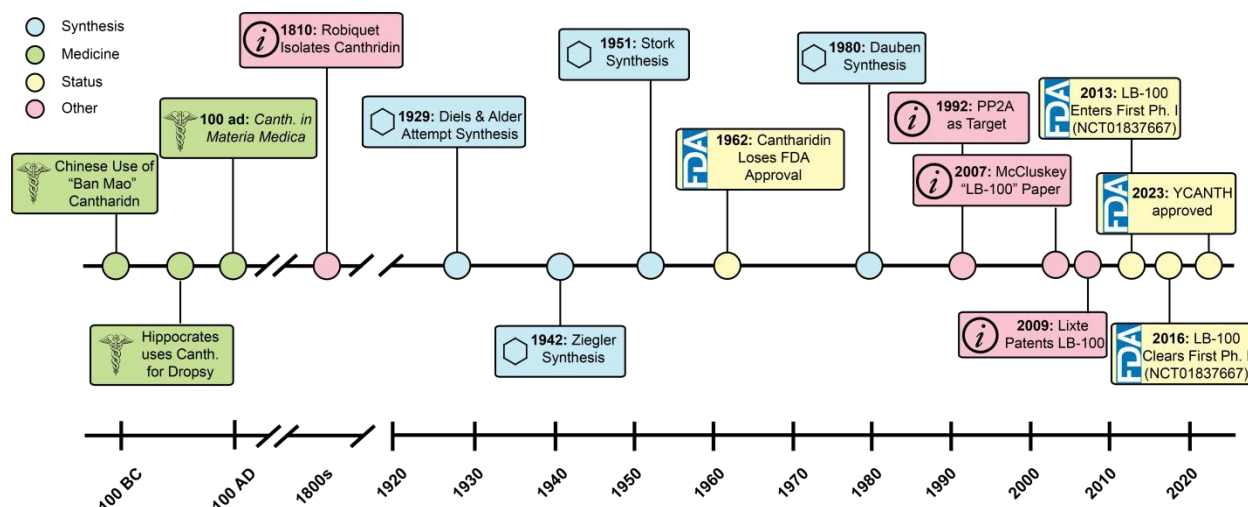 Synthesis
Medicine
Status
Other
Chinese Use of
“Ban Mao”
Cantharidn
100 ad: Canth. in
Materia Medica
Hippocrates
uses Canth.
for Dropsy
1810: Robiquet
Isolates Canthridin
1929: Diels & Alder
Attempt Synthesis
1942: Ziegler
Synthesis
1951: Stork
Synthesis
FDA
1962: Cantharidin
Loses FDA
Approval
1980: Dauben
Synthesis
1992: PP2A
as Target
2007: McCluskey
“LB-100” Paper
2009: Lixte
Patents LB-100
FDA
2013: LB-100
Enters First Ph. I
(NCT01837667)
FDA
2023: YCANTH
approved
FDA
2016: LB-100
Clears First Ph. I
(NCT01837667)
100 BC
100 AD
1800s
1920
1930
1940
1950
1960
1970
1980
1990
2000
2010
2020